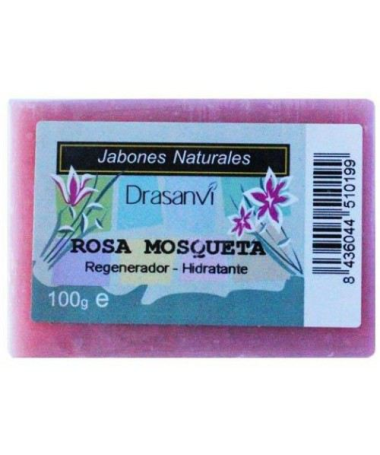 Jabones Naturales
Drasanvi
ROSA MOSQUETA
Regenerador - Hidratante
100g e
8 436044 510199